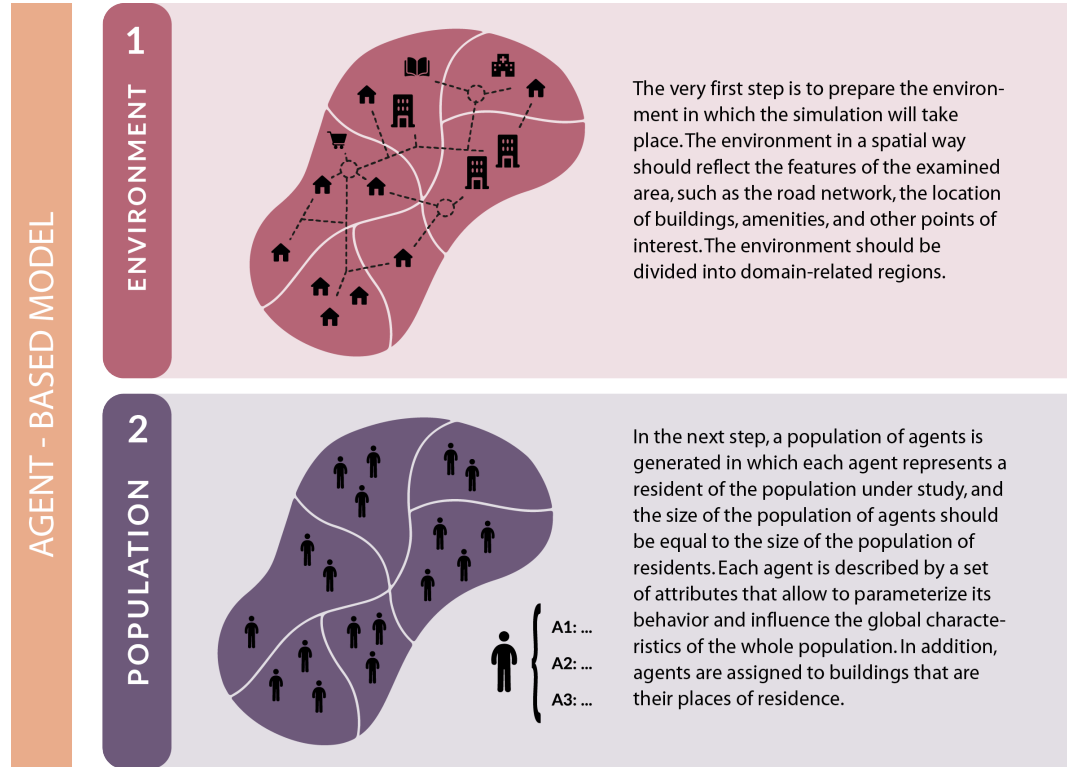 AGENT - BASED MODEL
1
ENVIRONMENT
The very first step is to prepare the environ-
ment in which the simulation will take
place. The environment in a spatial way
should reflect the features of the examined
area, such as the road network, the location
of buildings, amenities, and other points of
interest. The environment should be
divided into domain-related regions.
2
POPULATION
A1: ...
A2: ...
A3: ...
In the next step, a population of agents is
generated in which each agent represents a
resident of the population under study, and
the size of the population of agents should
be equal to the size of the population of
residents. Each agent is described by a set
of attributes that allow to parameterize its
behavior and influence the global characte-
ristics of the whole population. In addition,
agents are assigned to buildings that are
their places of residence.